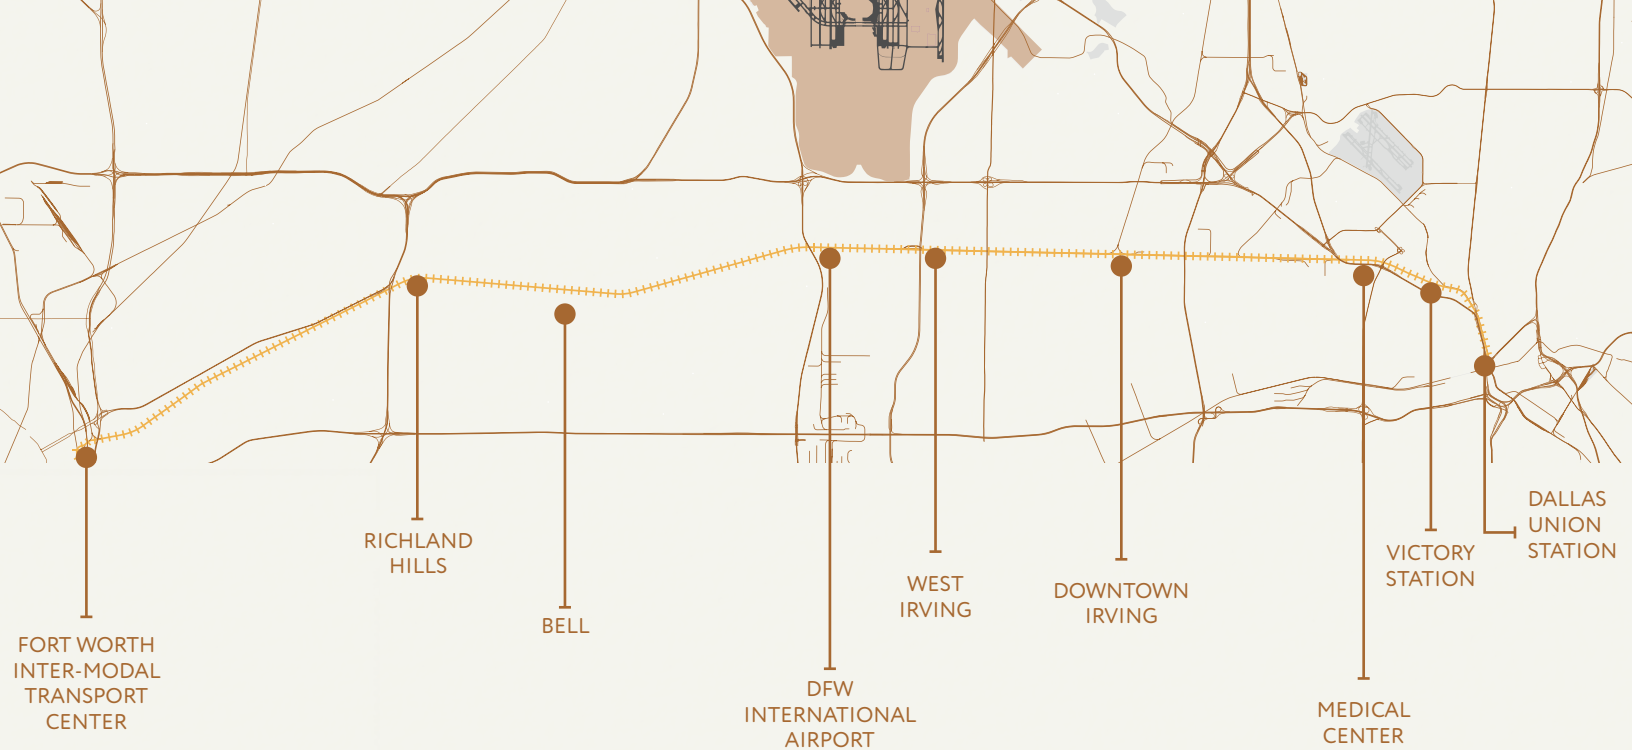 FORT WORTH
INTER-MODAL
TRANSPORT
CENTER
RICHLAND
HILLS
BELL
DFW
INTERNATIONAL
AIRPORT
WEST
IRVING
DOWNTOWN
IRVING
MEDICAL
CENTER
VICTORY
STATION
DALLAS
UNION
STATION